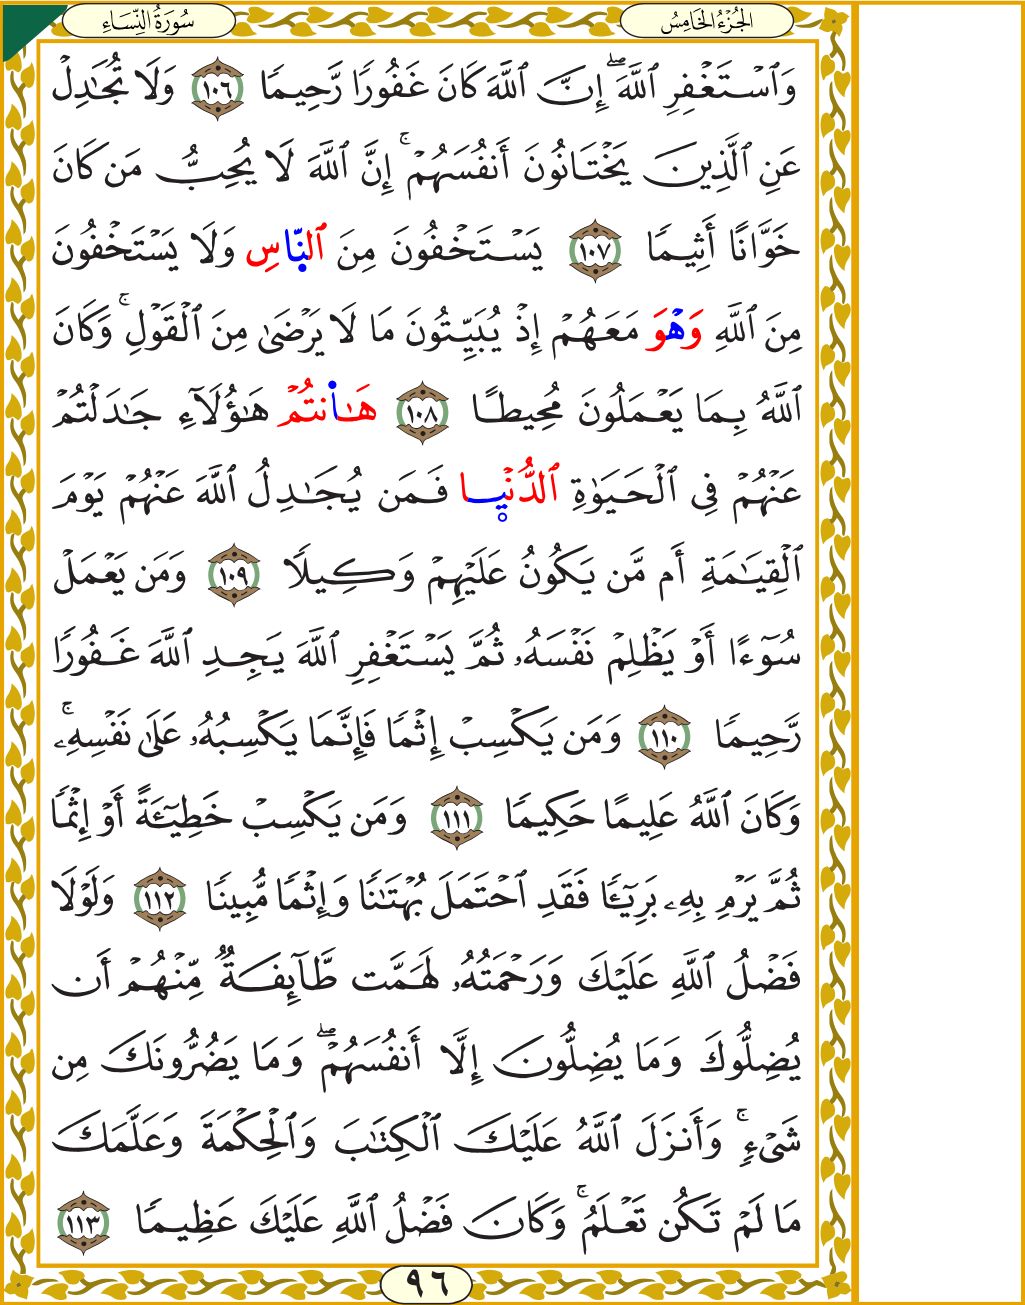 الجُزْءُ الخَامِسُ
سُورَةُ النِّسَاءِ
وَٱسْتَغْفِرِ ٱللَّهَۖ إِنَّ ٱللَّهَ كَانَ غَفُورًا رَّحِيمًا ١٠٦ وَلَا تُجَٰدِلْ
عَنِ ٱلَّذِينَ يَخْتَانُونَ أَنفُسَهُمْۚ إِنَّ ٱللَّهَ لَا يُحِبُّ مَن كَانَ
خَوَّانًا أَثِيمًا ١٠٧ يَسْتَخْفُونَ مِنَ ٱلنَّاسِ وَلَا يَسْتَخْفُونَ
مِنَ ٱللَّهِ وَهْوَ مَعَهُمْ إِذْ يُبَيِّتُونَ مَا لَا يَرْضَىٰ مِنَ ٱلْقَوْلِۚ وَكَانَ
ٱللَّهُ بِمَا يَعْمَلُونَ مُحِيطًا ١٠٨ هَٰاأنتُمْ هَٰؤُلَآءِ جَٰدَلْتُمْ
عَنْهُمْ فِي ٱلْحَيَوٰةِ ٱلدُّنْيا فَمَن يُجَٰدِلُ ٱللَّهَ عَنْهُمْ يَوْمَ
ٱلْقِيَٰمَةِ أَم مَّن يَكُونُ عَلَيْهِمْ وَكِيلًا ١٠٩ وَمَن يَعْمَلْ
سُوٓءًا أَوْ يَظْلِمْ نَفْسَهُۥ ثُمَّ يَسْتَغْفِرِ ٱللَّهَ يَجِدِ ٱللَّهَ غَفُورًا
رَّحِيمًا ١١٠ وَمَن يَكْسِبْ إِثْمًا فَإِنَّمَا يَكْسِبُهُۥ عَلَىٰ نَفْسِهِۦۚ
وَكَانَ ٱللَّهُ عَلِيمًا حَكِيمًا ١١١ وَمَن يَكْسِبْ خَطِيٓـَٔةً أَوْ إِثْمًا
ثُمَّ يَرْمِ بِهِۦ بَرِيٓـًٔا فَقَدِ ٱحْتَمَلَ بُهْتَٰنًا وَإِثْمًا مُّبِينًا ١١٢ وَلَوْلَا
فَضْلُ ٱللَّهِ عَلَيْكَ وَرَحْمَتُهُۥ لَهَمَّت طَّآئِفَةٌ مِّنْهُمْ أَن
يُضِلُّوكَ وَمَا يُضِلُّونَ إِلَّا أَنفُسَهُمْۖ وَمَا يَضُرُّونَكَ مِن
شَيْءٍۚ وَأَنزَلَ ٱللَّهُ عَلَيْكَ ٱلْكِتَٰبَ وَٱلْحِكْمَةَ وَعَلَّمَكَ
مَا لَمْ تَكُن تَعْلَمُۚ وَكَانَ فَضْلُ ٱللَّهِ عَلَيْكَ عَظِيمًا ١١٣
٩٦